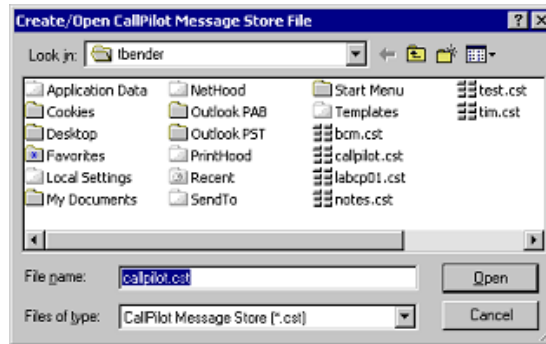 Create/Open CallPilot Message Store File
Look in: tbender
Application Data
Cookies
Desktop
Favorites
Local Settings
My Documents
NetHood
Outlook PAB
Outlook PST
PrintHood
Recent
SendTo
Start Menu
Templates
bcm.cst
callpilot.cst
labcp01.cst
notes.cst
test.cst
tim.cst
File name: callpilot.cst
Open
Files of type: CallPilot Message Store (*.cst)
Cancel